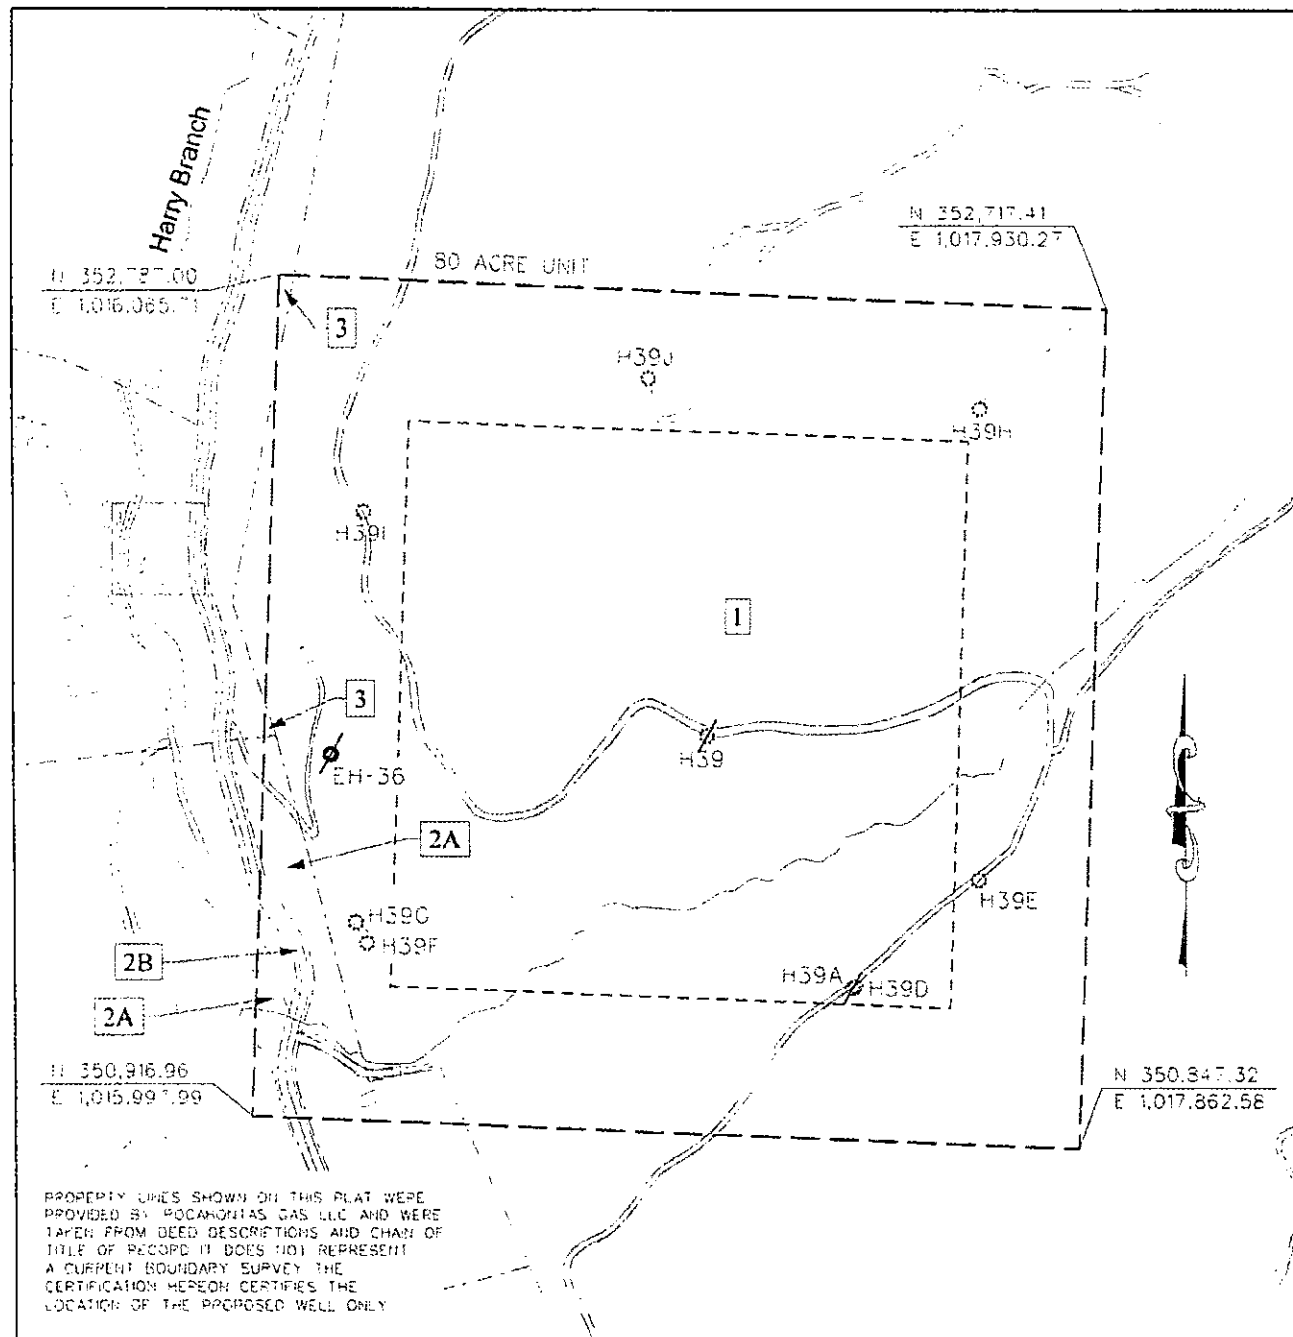 Harry Branch
N 352,717.41
E 1,017,930.27
80 ACRE UNIT
N 352,787.00
E 1,016,065.71
3
H39J
H39H
H39I
1
3
H39
EH-36
2A
H39E
H39C
H39F
2B
H39A
H39D
2A
N 350,916.96
E 1,015,997.99
N 350,847.32
E 1,017,862.58
PROPERTY LINES SHOWN ON THIS PLAT WERE
PROVIDED BY POCAHONTAS GAS LLC AND WERE
TAKEN FROM DEED DESCRIPTIONS AND CHAIN OF
TITLE OF RECORD IT DOES NOT REPRESENT
A CURRENT BOUNDARY SURVEY THE
CERTIFICATION HEREON CERTIFIES THE
LOCATION OF THE PROPOSED WELL ONLY